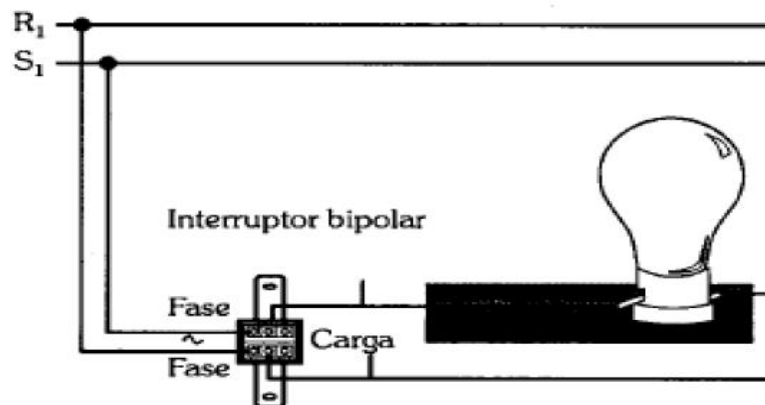 R₁
S₁
Interruptor bipolar
Fase
~
Carga
Fase